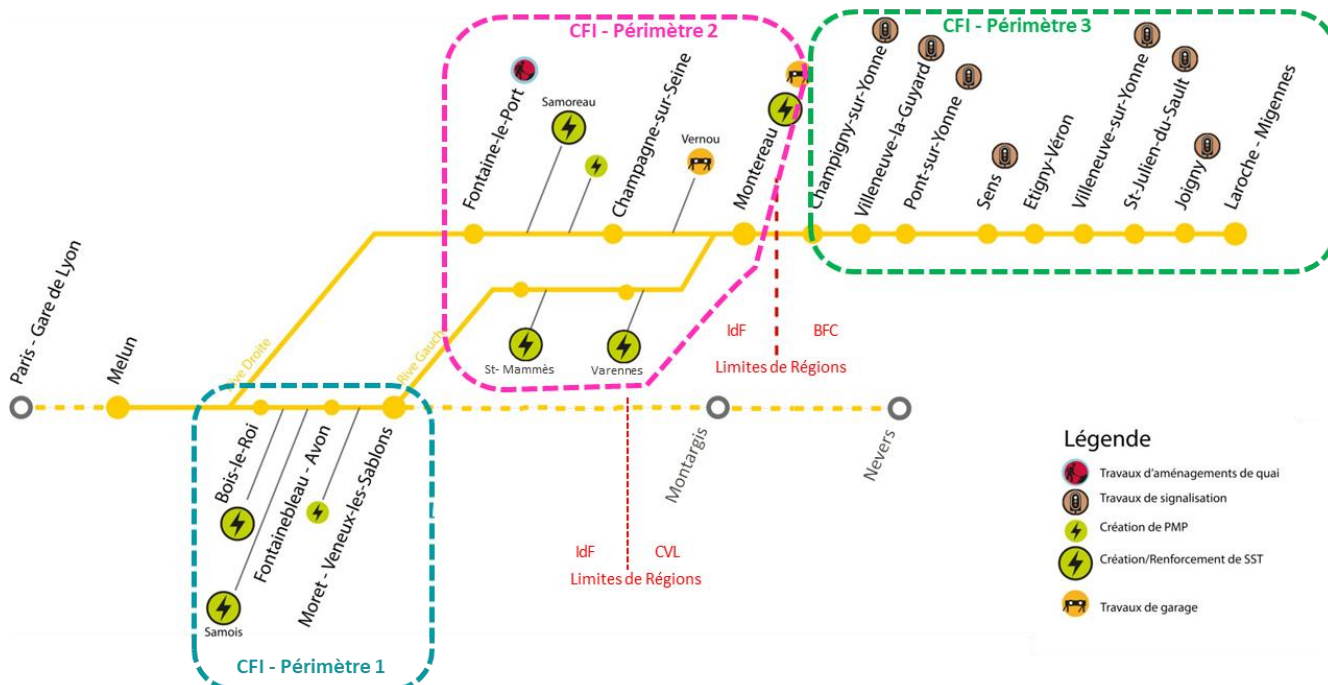 CFI - Périmètre 2
CFI - Périmètre 3
Fontaine-le-Port
Samoreau
Champagne-sur-Seine
Vernou
Montereau
Champigny-sur-Yonne
Villeneuve-la-Guyard
Pont-sur-Yonne
Sens
Etigny-Véron
Villeneuve-sur-Yonne
St-Julien-du-Sault
Joigny
Laroche - Migennes
Paris - Gare de Lyon
Melun
ive Droite
Rive Gauch
St- Mammès
Varennes
IdF
BFC
Limites de Régions
Bois-le-Roi
Fontainebleau - Avon
Moret - Veneux-les-Sablons
Samois
Montargis
Nevers
IdF
CVL
Limites de Régions
CFI - Périmètre 1
Légende
Travaux d'aménagements de quai
Travaux de signalisation
Création de PMP
Création/Renforcement de SST
Travaux de garage